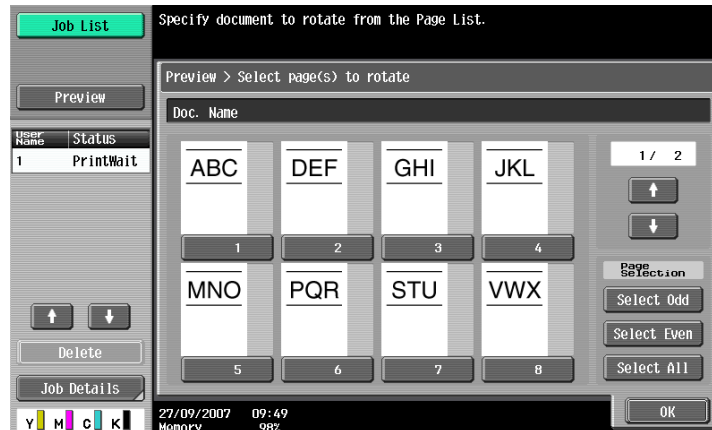 Job List
Specify document to rotate from the Page List.
Preview
Preview > Select page(s) to rotate
Doc. Name
User Name Status
1 PrintWait
ABC DEF GHI JKL
1 2 3 4
MNO PQR STU VWX
5 6 7 8
1/ 2
Page Selection
Select Odd
Select Even
Select All
Delete
Job Details
Y M C K
27/09/2007 09:49
Memory 98%
OK